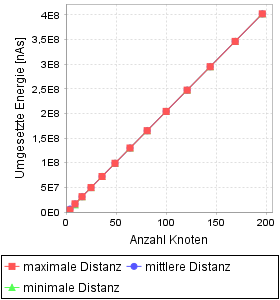 Umgesetzte Energie [nAs]
4E8
3,5E8
3E8
2,5E8
2E8
1,5E8
1E8
5E7
0E0
0 50 100 150 200
Anzahl Knoten
maximale Distanz mittlere Distanz
minimale Distanz